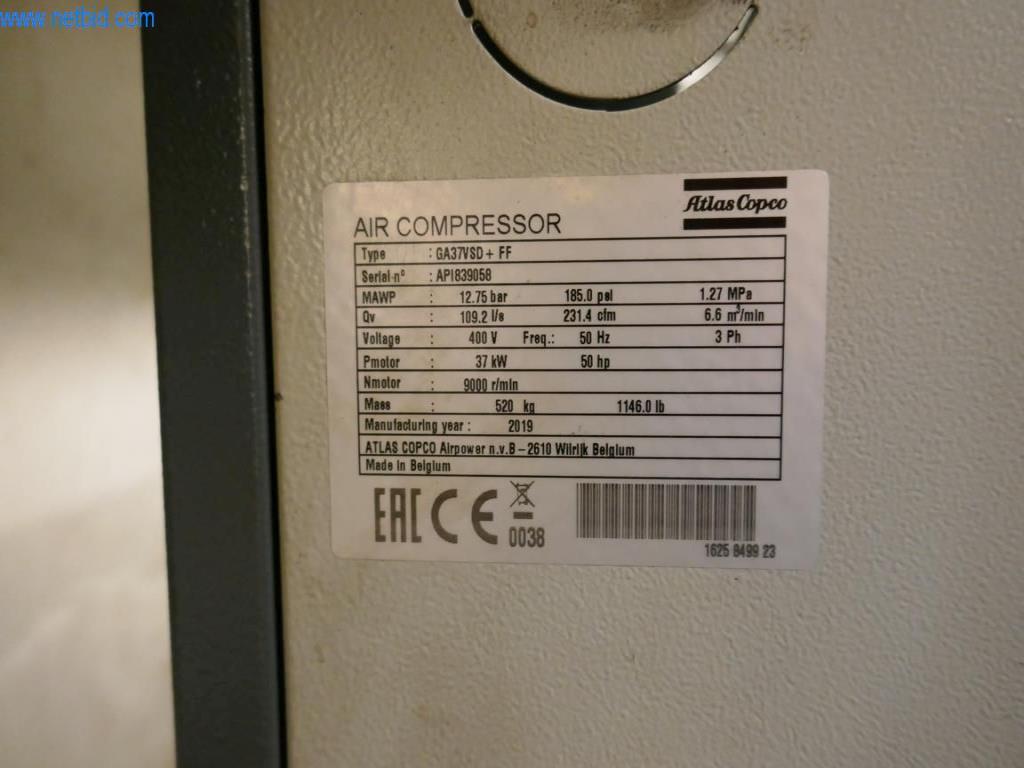 www.netbid.com
Atlas Copco
AIR COMPRESSOR
Type : GA37VSD+ FF
Serial-n° : API839058
MAWP : 12.75 bar 185.0 psi 1.27 MPa
Qv : 109.2 l/s 231.4 cfm 6.6 m³/min
Voltage : 400 V Freq.: 50 Hz 3 Ph
Pmotor : 37 kW 50 hp
Nmotor : 9000 r/min
Mass : 520 kg 1146.0 lb
Manufacturing year : 2019
ATLAS COPCO Airpower n.v.B - 2610 Wilrijk Belgium
Made in Belgium
EAC CE 0038
1625 8499 23